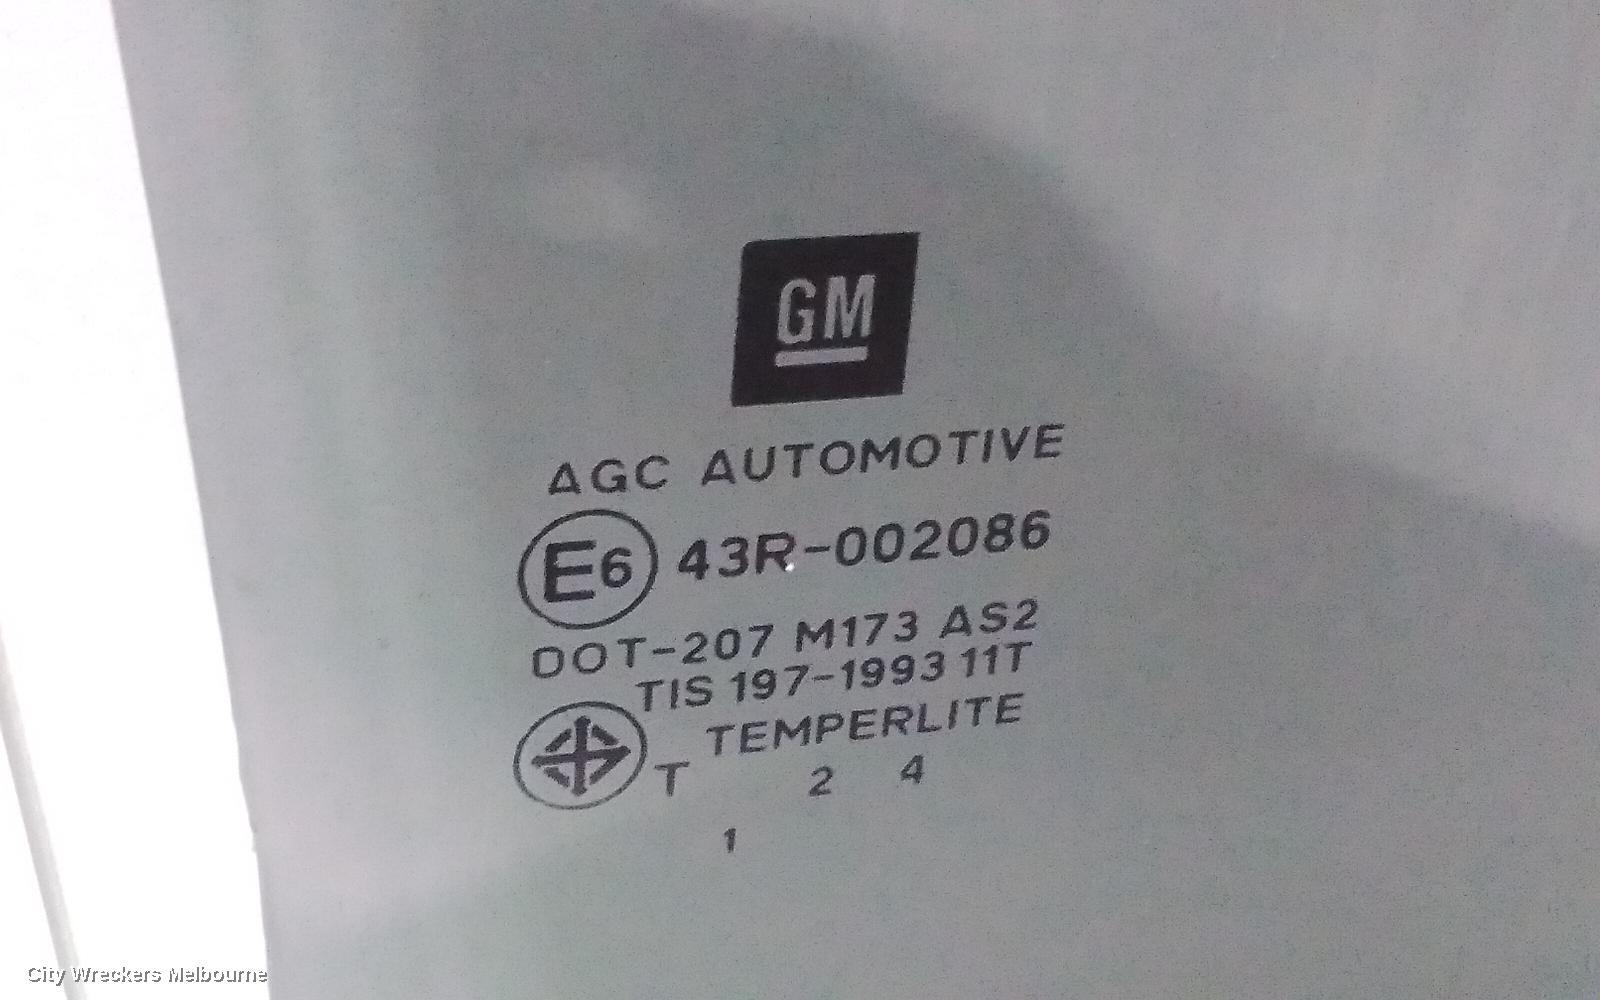 GM
AGC AUTOMOTIVE
E6 43R-002086
DOT-207 M173 AS2
TIS 197-1993 11T
TEMPERLITE
T 2 4
1
City Wreckers Melbourne